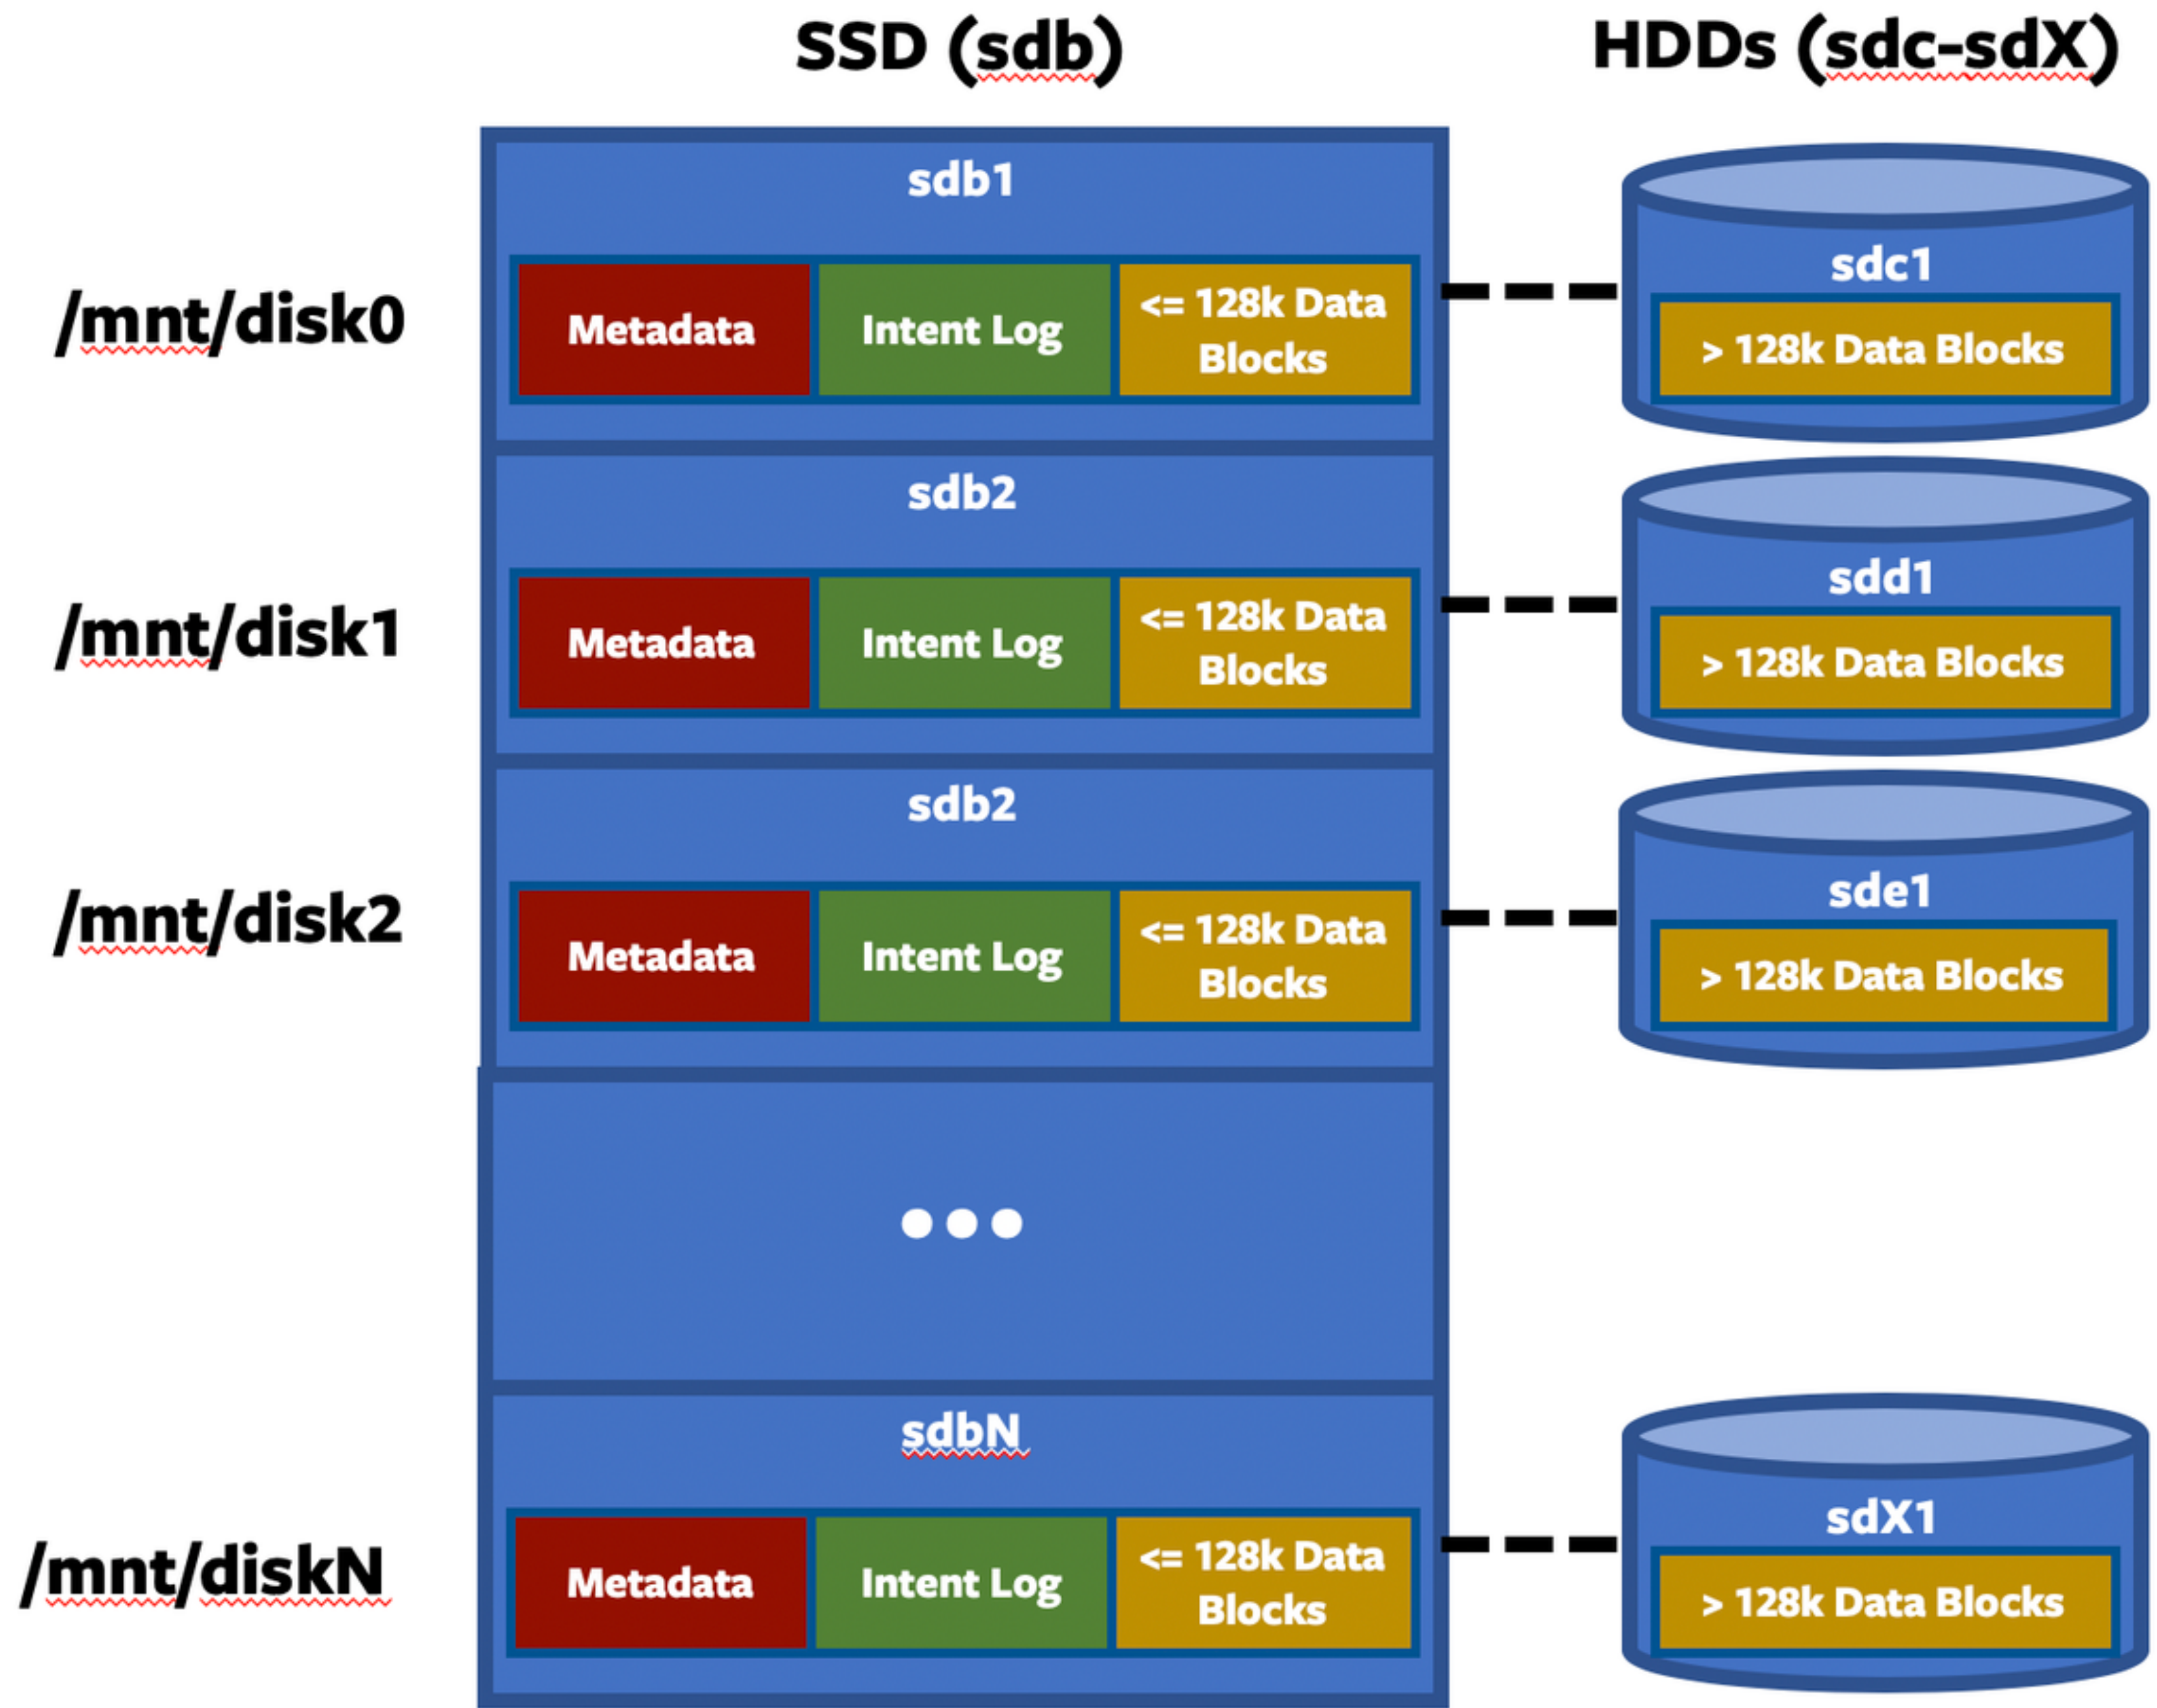 SSD (sdb)
HDDs (sdc-sdX)
sdb1
/mnt/disk0
Metadata
Intent Log
<= 128k Data
Blocks
sdc1
> 128k Data Blocks
sdb2
/mnt/disk1
Metadata
Intent Log
<= 128k Data
Blocks
sdd1
> 128k Data Blocks
sdb2
/mnt/disk2
Metadata
Intent Log
<= 128k Data
Blocks
sde1
> 128k Data Blocks
...
sdbN
/mnt/diskN
Metadata
Intent Log
<= 128k Data
Blocks
sdX1
> 128k Data Blocks